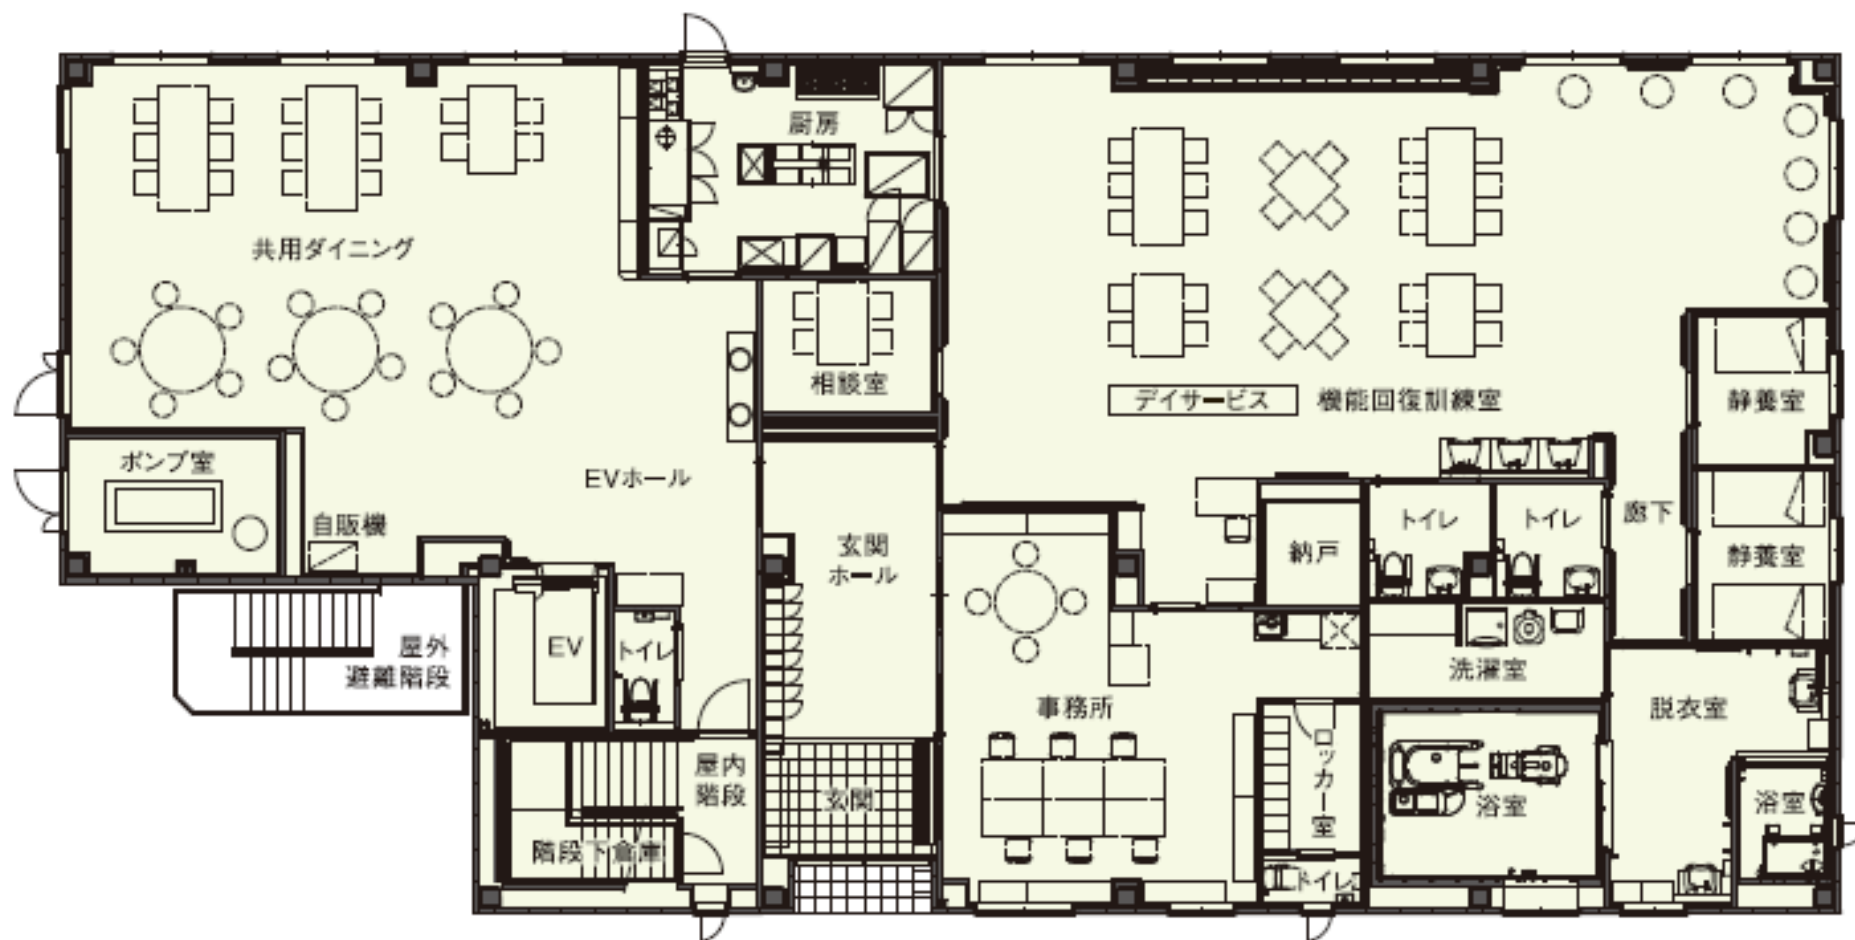 厨房
共用ダイニング
相談室
デイサービス
機能回復訓練室
静養室
ポンプ室
EVホール
自販機
玄関
ホール
納戸
トイレ
トイレ
廊下
静養室
屋外
避難階段
EV
トイレ
洗濯室
事務所
脱衣室
屋内
階段
玄関
ロッカー室
浴室
浴室
階段下倉庫
トイレ